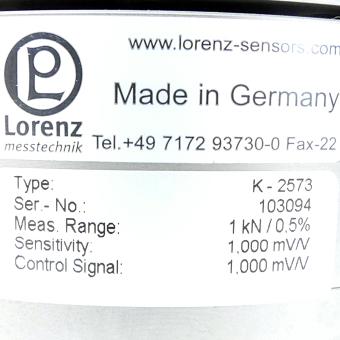 www.lorenz-sensors.com
Made in Germany
Lorenz
messtechnik
Tel.+49 7172 93730-0 Fax-22
Type: K - 2573
Ser.- No.: 103094
Meas. Range: 1 kN / 0,5%
Sensitivity: 1,000 mV/V
Control Signal: 1,000 mV/V